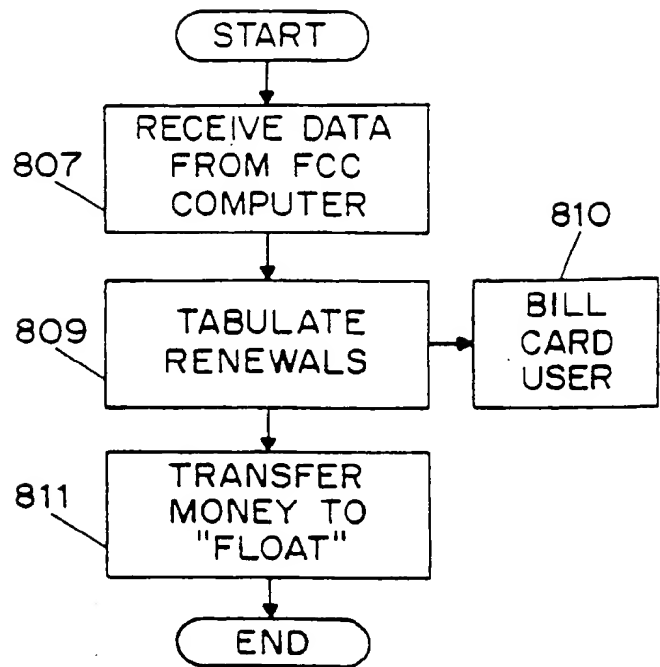 START
RECEIVE DATA
FROM FCC
COMPUTER
807
810
TABULATE
RENEWALS
809
BILL
CARD
USER
TRANSFER
MONEY TO
"FLOAT"
811
END